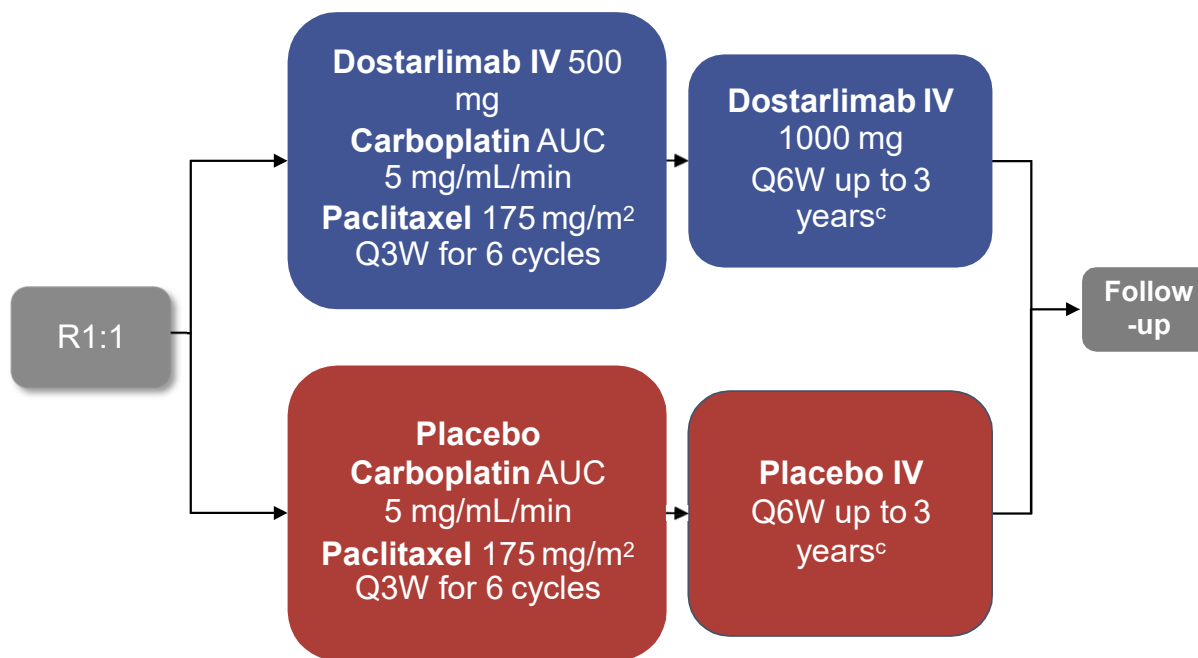 R1:1
Dostarlimab IV 500
mg
Carboplatin AUC
5 mg/mL/min
Paclitaxel 175 mg/m²
Q3W for 6 cycles
Dostarlimab IV
1000 mg
Q6W up to 3
yearsᶜ
Placebo
Carboplatin AUC
5 mg/mL/min
Paclitaxel 175 mg/m²
Q3W for 6 cycles
Placebo IV
Q6W up to 3
yearsᶜ
Follow
-up